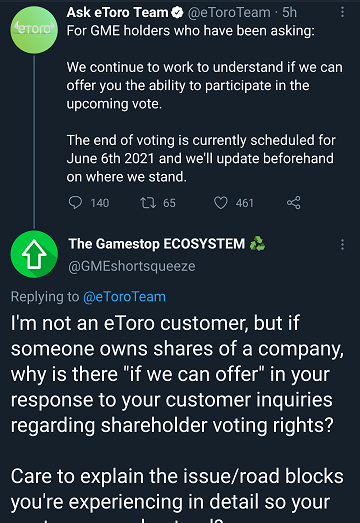 eToro
Ask eToro Team @eToroTeam · 5h
For GME holders who have been asking:
We continue to work to understand if we can
offer you the ability to participate in the
upcoming vote.
The end of voting is currently scheduled for
June 6th 2021 and we'll update beforehand
on where we stand.
140 65 461
The Gamestop ECOSYSTEM
@GMEshortsqueeze
Replying to @eToroTeam
I'm not an eToro customer, but if
someone owns shares of a company,
why is there "if we can offer" in your
response to your customer inquiries
regarding shareholder voting rights?
Care to explain the issue/road blocks
you're experiencing in detail so your